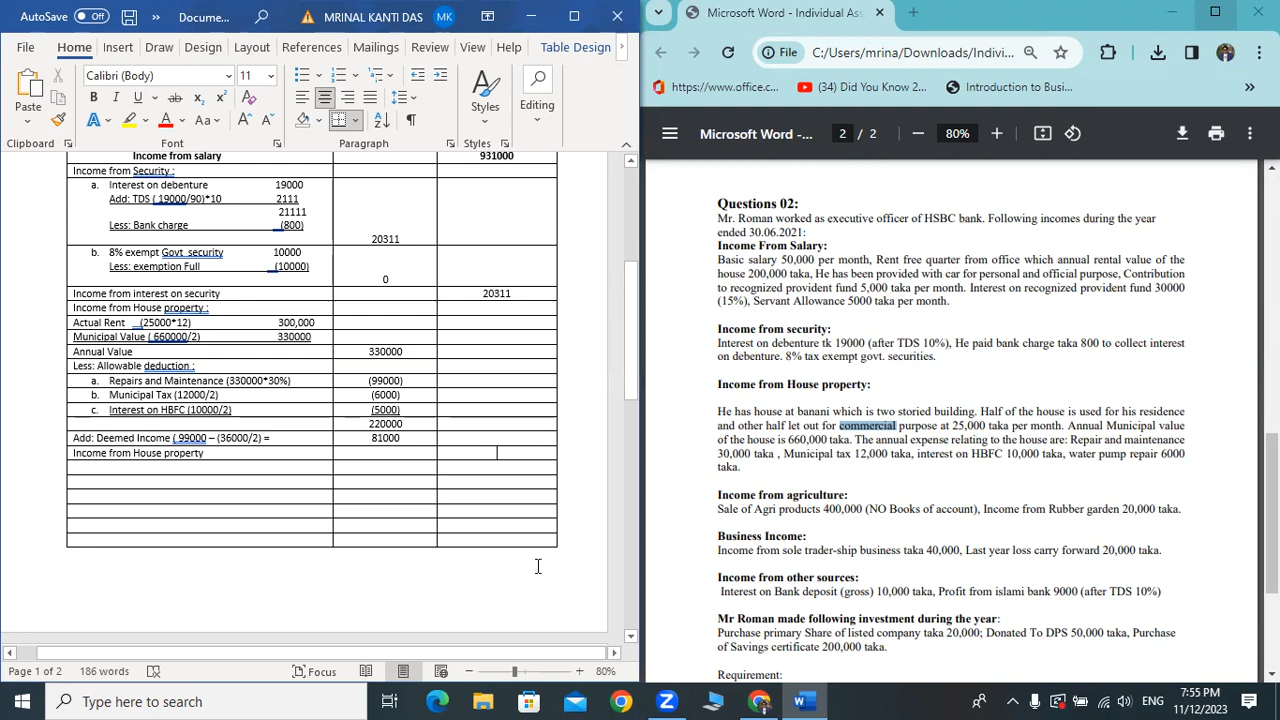 AutoSave Off Docume... MRINAL KANTI DAS MK
File Home Insert Draw Design Layout References Mailings Review View Help Table Design
Calibri (Body) 11
Paste
Styles
Editing
Clipboard Font Paragraph Styles
Income from salary 931000
Income from Security :
a. Interest on debenture 19000
Add: TDS ( 19000/90)*10 2111
21111
Less: Bank charge (800)
20311
b. 8% exempt Govt security 10000
Less: exemption Full (10000)
0
Income from interest on security 20311
Income from House property :
Actual Rent (25000*12) 300,000
Municipal Value ( 660000/2) 330000
Annual Value 330000
Less: Allowable deduction :
a. Repairs and Maintenance (330000*30%) (99000)
b. Municipal Tax (12000/2) (6000)
c. Interest on HBFC (10000/2) (5000)
220000
Add: Deemed Income ( 99000 – (36000/2) = 81000
Income from House property
Page 1 of 2 186 words Focus 80%
Microsoft Word - Individual As
File C:/Users/mrina/Downloads/Indivi...
https://www.office.c... (34) Did You Know 2... Introduction to Busi...
Microsoft Word -... 2 / 2 80%
Questions 02:
Mr. Roman worked as executive officer of HSBC bank. Following incomes during the year
ended 30.06.2021:
Income From Salary:
Basic salary 50,000 per month, Rent free quarter from office which annual rental value of the
house 200,000 taka, He has been provided with car for personal and official purpose, Contribution
to recognized provident fund 5,000 taka per month. Interest on recognized provident fund 30000
(15%), Servant Allowance 5000 taka per month.
Income from security:
Interest on debenture tk 19000 (after TDS 10%), He paid bank charge taka 800 to collect interest
on debenture. 8% tax exempt govt. securities.
Income from House property:
He has house at banani which is two storied building. Half of the house is used for his residence
and other half let out for commercial purpose at 25,000 taka per month. Annual Municipal value
of the house is 660,000 taka. The annual expense relating to the house are: Repair and maintenance
30,000 taka , Municipal tax 12,000 taka, interest on HBFC 10,000 taka, water pump repair 6000
taka.
Income from agriculture:
Sale of Agri products 400,000 (NO Books of account), Income from Rubber garden 20,000 taka.
Business Income:
Income from sole trader-ship business taka 40,000, Last year loss carry forward 20,000 taka.
Income from other sources:
Interest on Bank deposit (gross) 10,000 taka, Profit from islami bank 9000 (after TDS 10%)
Mr Roman made following investment during the year:
Purchase primary Share of listed company taka 20,000; Donated To DPS 50,000 taka, Purchase
of Savings certificate 200,000 taka.
Requirement:
Type here to search
ENG
7:55 PM
11/12/2023